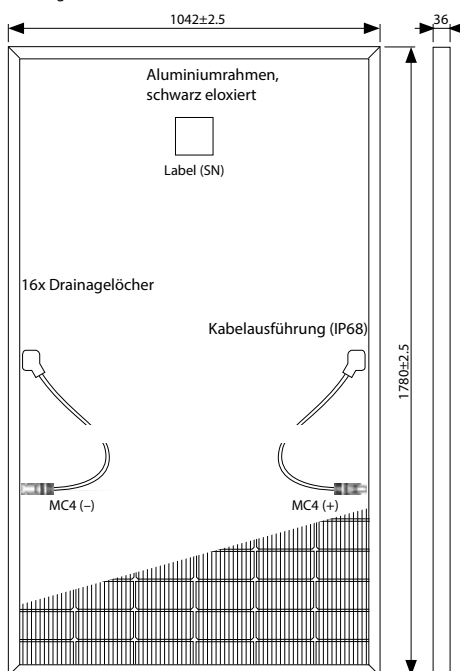 1042±2.5
36
Aluminiumrahmen,
schwarz eloxiert
Label (SN)
16x Drainagelöcher
Kabelausführung (IP68)
1780±2.5
MC4 (–)
MC4 (+)